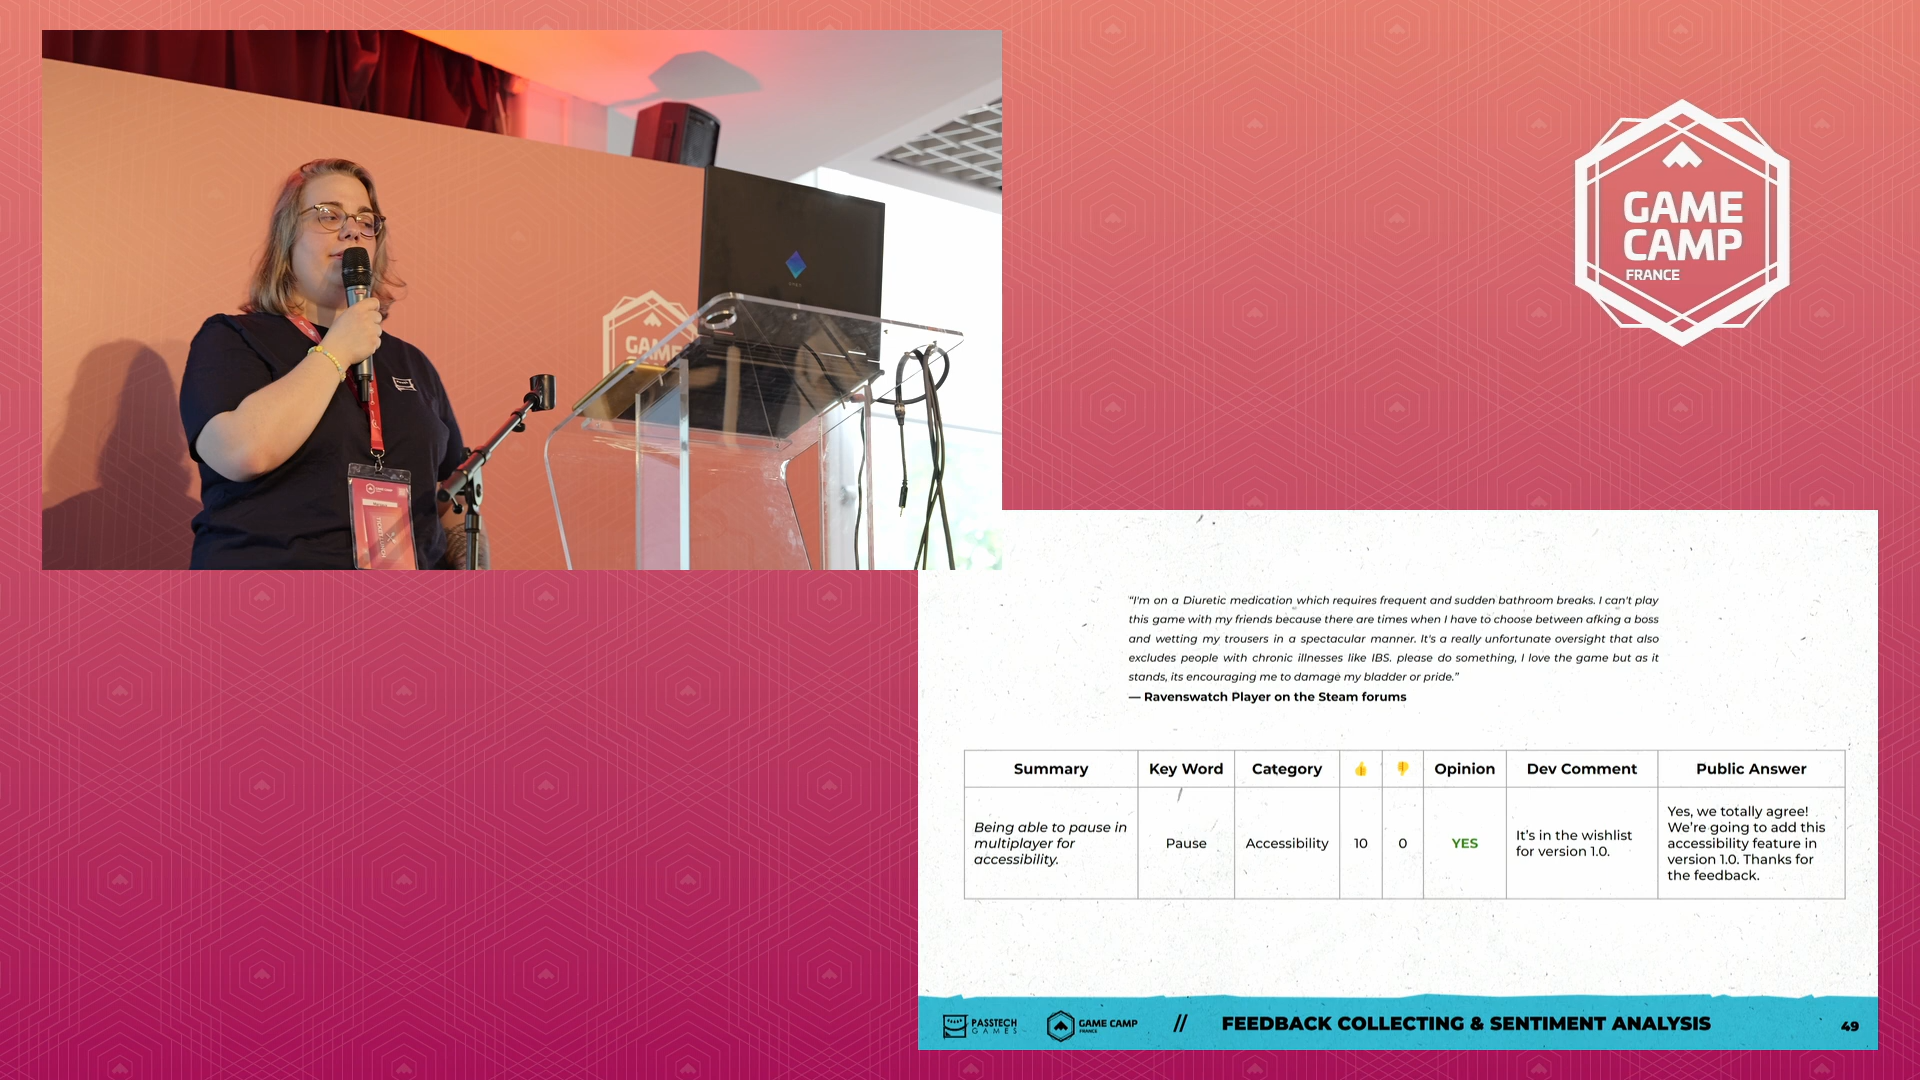 GAME
CAMP
FRANCE
GAME
“I'm on a Diuretic medication which requires frequent and sudden bathroom breaks. I can't play
this game with my friends because there are times when I have to choose between afking a boss
and wetting my trousers in a spectacular manner. It's a really unfortunate oversight that also
excludes people with chronic illnesses like IBS. please do something, I love the game but as it
stands, its encouraging me to damage my bladder or pride.”
— Ravenswatch Player on the Steam forums
Summary Key Word Category 👍 👎 Opinion Dev Comment Public Answer
Being able to pause in
multiplayer for
accessibility.
Pause
Accessibility
10
0
YES
It’s in the wishlist
for version 1.0.
Yes, we totally agree!
We’re going to add this
accessibility feature in
version 1.0. Thanks for
the feedback.
PASSTECH
GAMES
GAME CAMP
FRANCE
//
FEEDBACK COLLECTING & SENTIMENT ANALYSIS
49